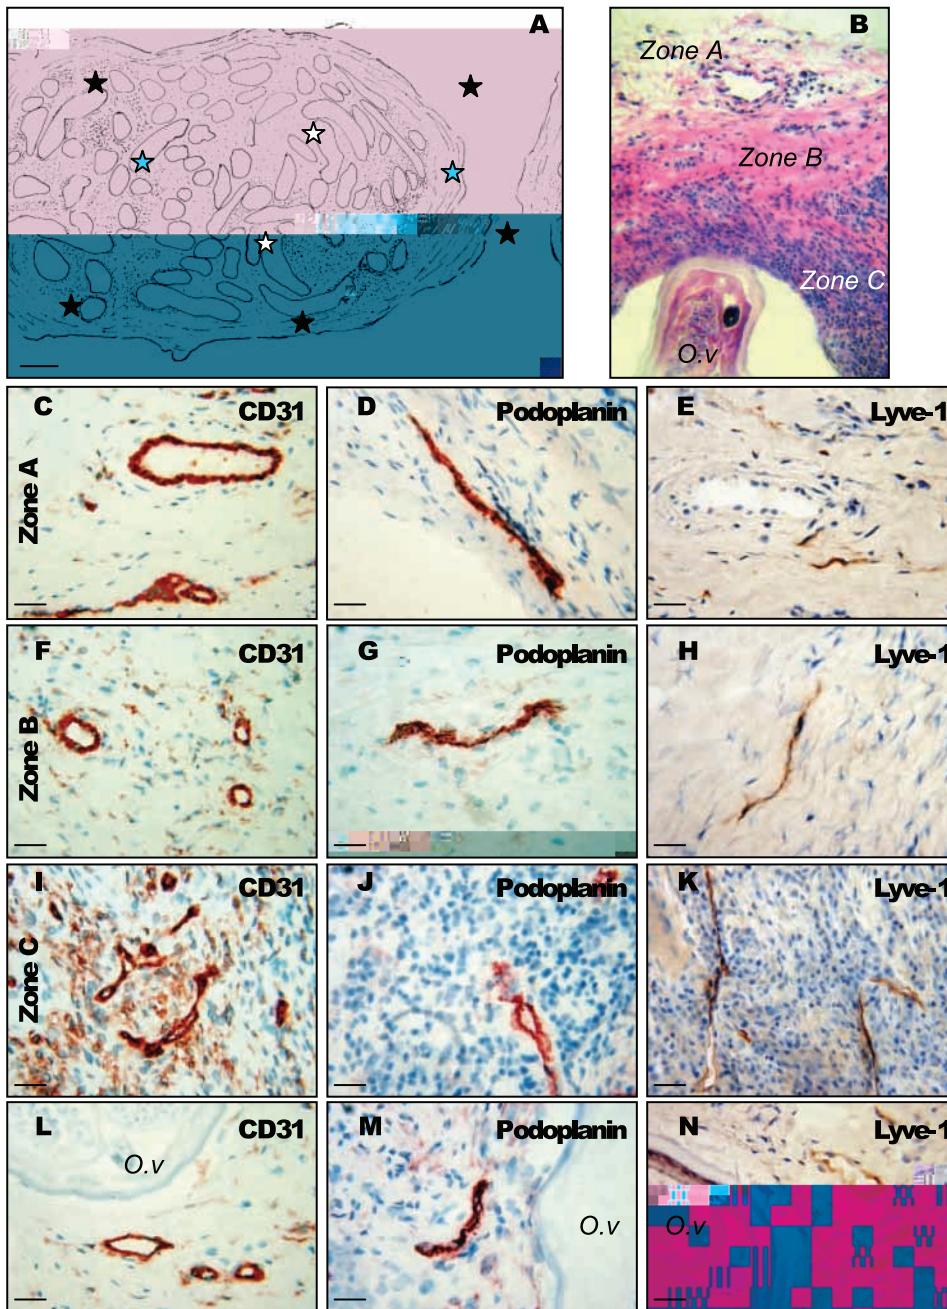 A
B
Zone A
Zone B
Zone C
O.v
C
CD31
D
Podoplanin
E
Lyve-1
Zone A
F
CD31
G
Podoplanin
H
Lyve-1
Zone B
I
CD31
J
Podoplanin
K
Lyve-1
Zone C
L
CD31
O.v
M
Podoplanin
O.v
N
Lyve-1
O.v